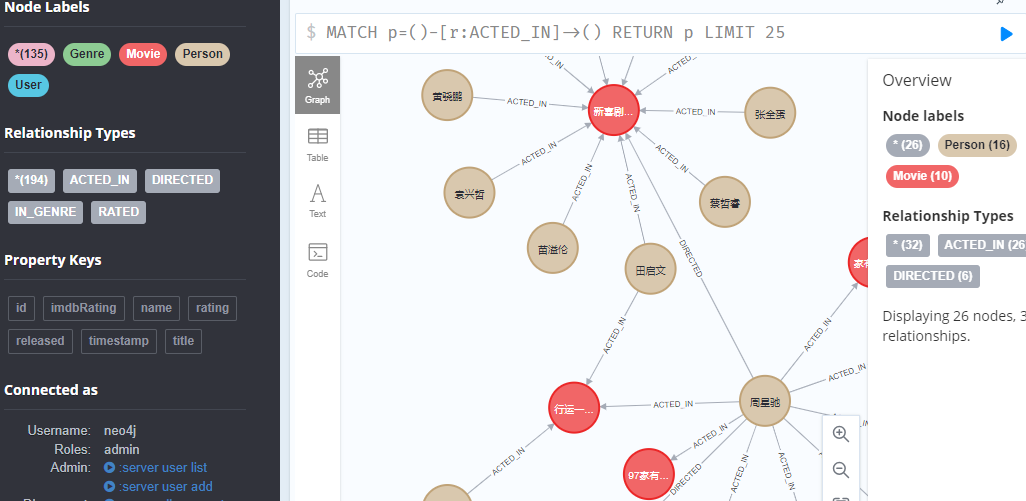 Node Labels
*(135) Genre Movie Person
User
Relationship Types
*(194) ACTED_IN DIRECTED
IN_GENRE RATED
Property Keys
id imdbRating name rating
released timestamp title
Connected as
Username: neo4j
Roles: admin
Admin: :server user list
:server user add
$ MATCH p=()-[r:ACTED_IN]->() RETURN p LIMIT 25
Graph
Table
Text
Code
ACTED_
黄骁鹏
ACTED_IN
新喜剧...
ACTED_IN
张全蛋
ACTED_IN
ACTED_IN
ACTED_IN
ACTED_IN
袁兴哲
蔡哲睿
苗溢伦
田启文
DIRECTED
ACTED_IN
ACTED_IN
ACTED_IN
行运一...
ACTED_IN
周星驰
ACTED_IN
ACTED_IN
97家有...
DIRECTED
ACTED_IN
ACTED_IN
Overview
Node labels
* (26) Person (16)
Movie (10)
Relationship Types
* (32) ACTED_IN (26
DIRECTED (6)
Displaying 26 nodes, 3
relationships.